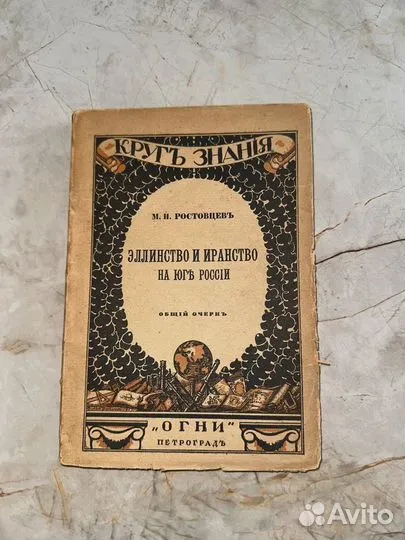 КРУГЪ ЗНАНІЯ
М. И. РОСТОВЦЕВЪ
ЭЛЛИНСТВО И ИРАНСТВО
НА ЮГѢ РОССІИ
ОБЩІЙ ОЧЕРКЪ
„ОГНИ“
ПЕТРОГРАДЪ
Avito